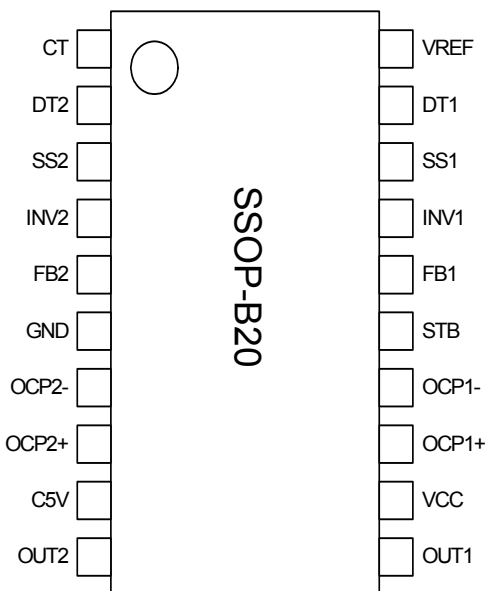 CT
DT2
SS2
INV2
FB2
GND
OCP2-
OCP2+
C5V
OUT2
SSOP-B20
VREF
DT1
SS1
INV1
FB1
STB
OCP1-
OCP1+
VCC
OUT1